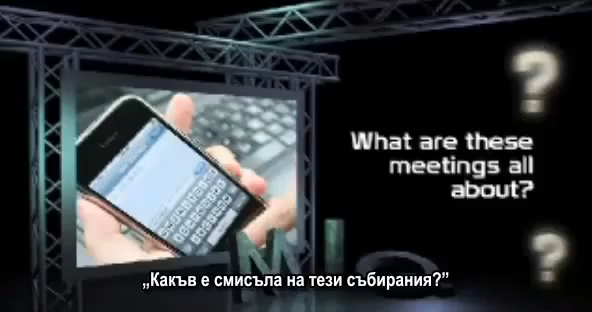 ?
What are these
meetings all
about?
?
M
„Какъв е смисъла на тези събирания?”